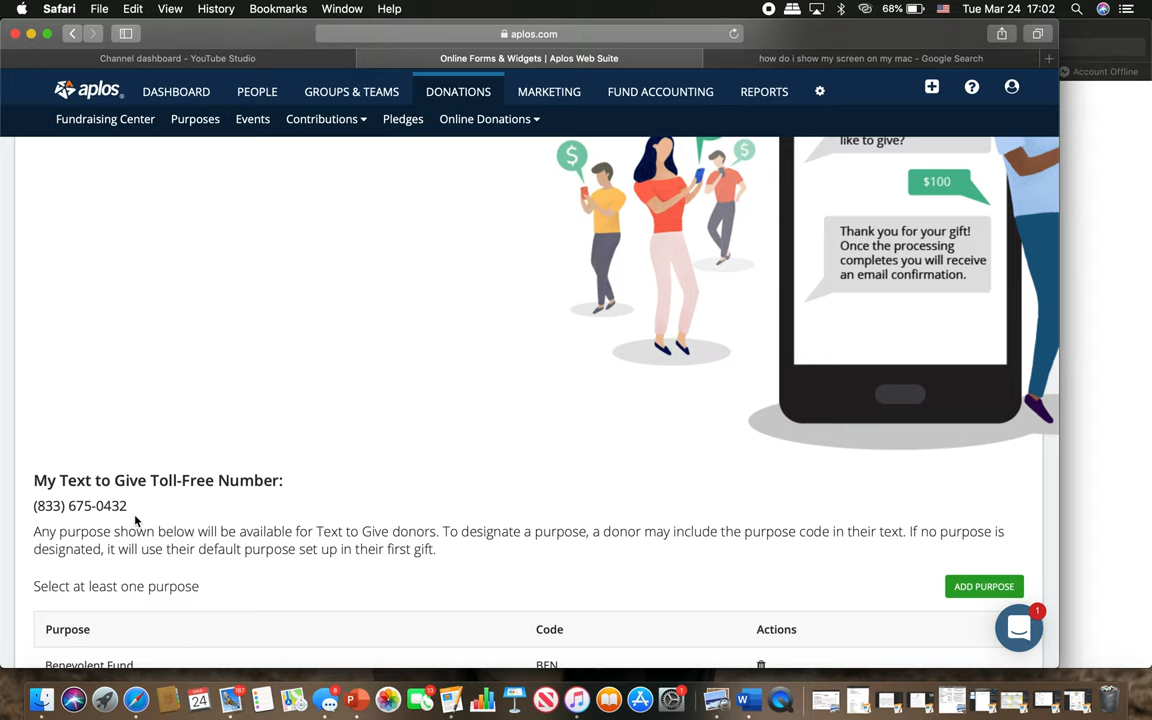 Safari File Edit View History Bookmarks Window Help 68% Tue Mar 24 17:02
aplos.com
Channel dashboard - YouTube Studio Online Forms & Widgets | Aplos Web Suite how do i show my screen on my mac - Google Search
Account Offline
aplos. DASHBOARD PEOPLE GROUPS & TEAMS DONATIONS MARKETING FUND ACCOUNTING REPORTS
Fundraising Center Purposes Events Contributions Pledges Online Donations
like to give?
$100
Thank you for your gift!
Once the processing
completes you will receive
an email confirmation.
My Text to Give Toll-Free Number:
(833) 675-0432
Any purpose shown below will be available for Text to Give donors. To designate a purpose, a donor may include the purpose code in their text. If no purpose is
designated, it will use their default purpose set up in their first gift.
Select at least one purpose
ADD PURPOSE
1
Purpose Code Actions
Benevolent Fund BEN
MAR
24
187
8
13
1